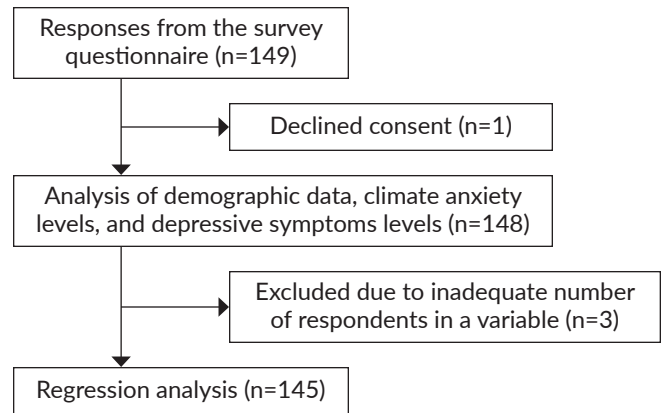 Responses from the survey
questionnaire (n=149)
Declined consent (n=1)
Analysis of demographic data, climate anxiety
levels, and depressive symptoms levels (n=148)
Excluded due to inadequate number
of respondents in a variable (n=3)
Regression analysis (n=145)